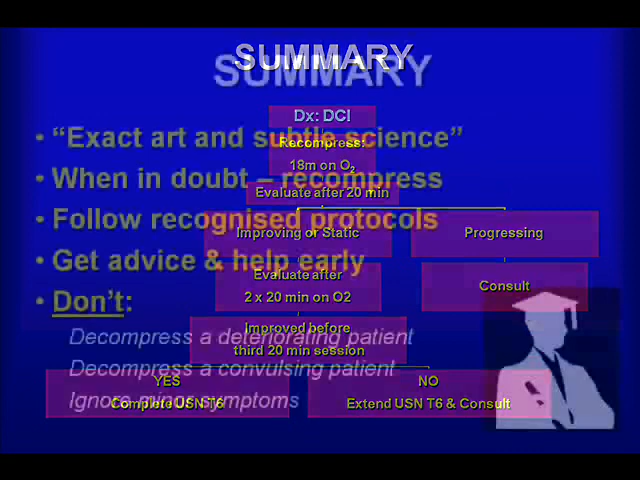 SUMMARY
SUMMARY
• “Exact art and subtle science”
• When in doubt – recompress
• Follow recognised protocols
• Get advice & help early
• Don't:
Decompress a deteriorating patient
Decompress a convulsing patient
Ignore minor symptoms
Dx: DCI
Recompress:
18m on O2
Evaluate after 20 min
Improving or Static
Progressing
Evaluate after
2 x 20 min on O2
Consult
Improved before
third 20 min session
YES
Complete USN T6
NO
Extend USN T6 & Consult